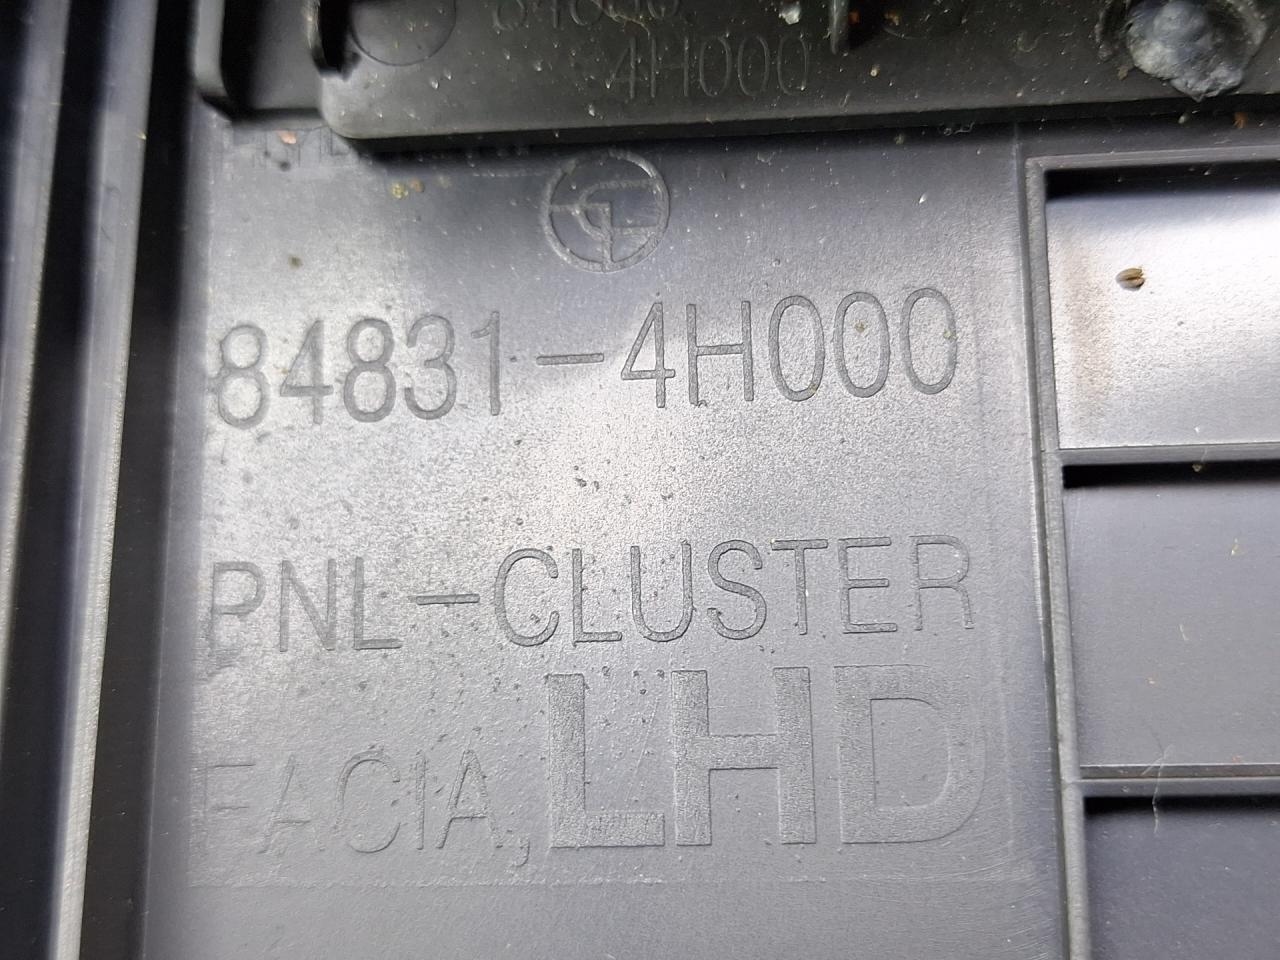 4H000
84831-4H000
PNL-CLUSTER
FACIA, LHD